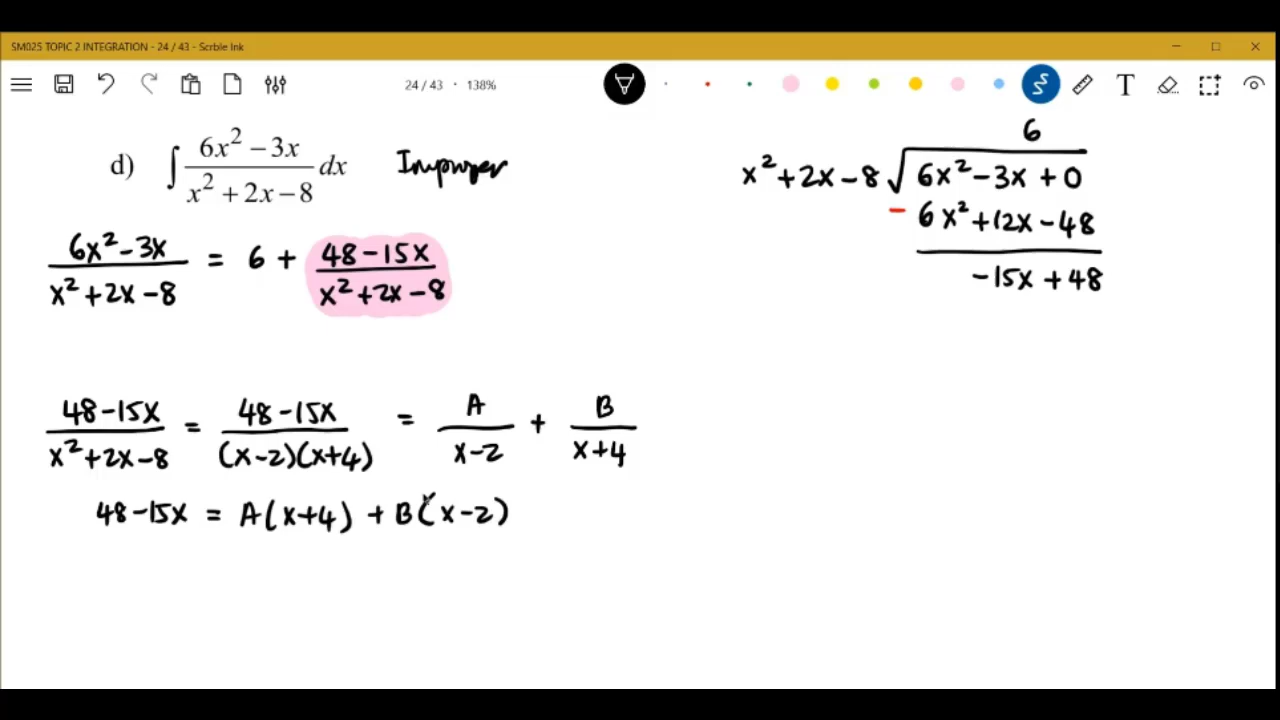 SM025 TOPIC 2 INTEGRATION - 24 / 43 - Scrble Ink
24 / 43 · 138%
T
d) ∫ (6x² − 3x)/(x² + 2x − 8) dx Improper
(6x² − 3x)/(x² + 2x − 8) = 6 + (48 − 15x)/(x² + 2x − 8)
6
x² + 2x − 8 √ 6x² − 3x + 0
− 6x² + 12x − 48
−15x + 48
(48 − 15x)/(x² + 2x − 8) = (48 − 15x)/((x − 2)(x + 4)) = A/(x − 2) + B/(x + 4)
48 − 15x = A(x + 4) + B(x − 2)